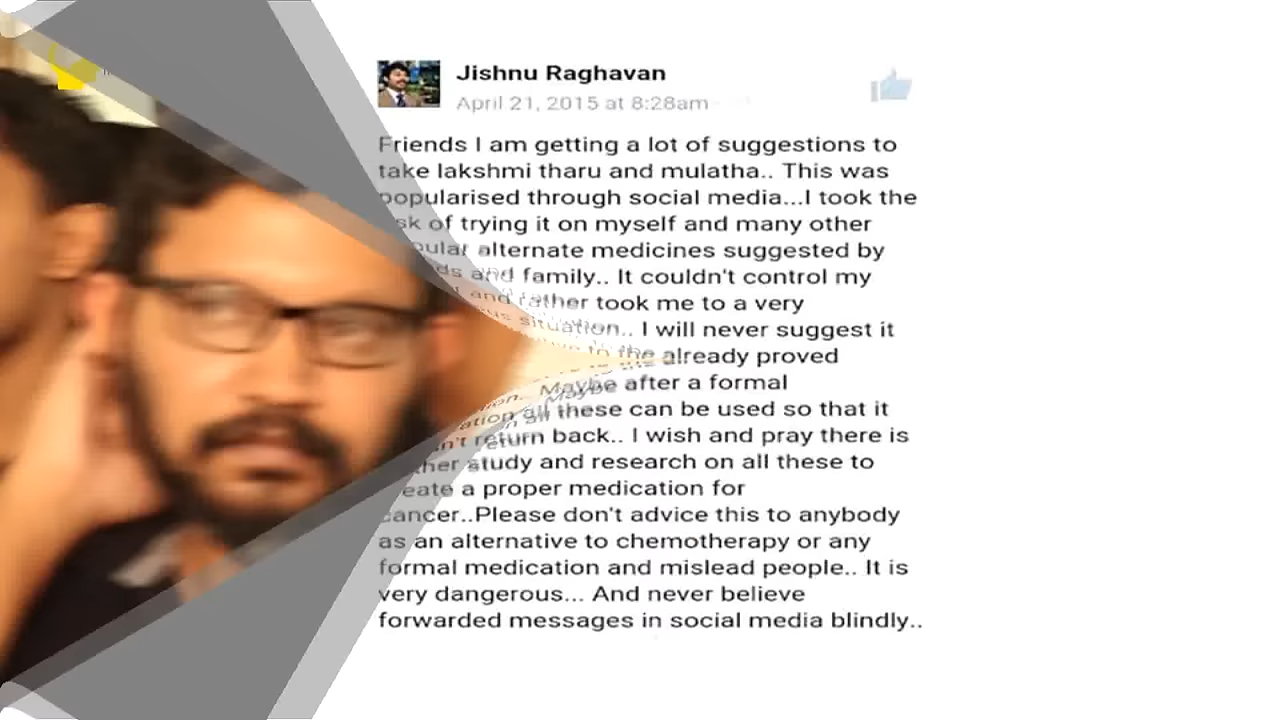 Jishnu Raghavan
April 21, 2015 at 8:28am
Friends I am getting a lot of suggestions to
take lakshmi tharu and mulatha.. This was
popularised through social media...I took the
of trying it on myself and many other
alternate medicines suggested by
and family.. It couldn't control my
and rather took me to a very
situation.. I will never suggest it
to the already proved
Maybe after a formal
all these can be used so that it
return back.. I wish and pray there is
study and research on all these to
a proper medication for
cancer..Please don't advice this to anybody
as an alternative to chemotherapy or any
formal medication and mislead people.. It is
very dangerous... And never believe
forwarded messages in social media blindly..